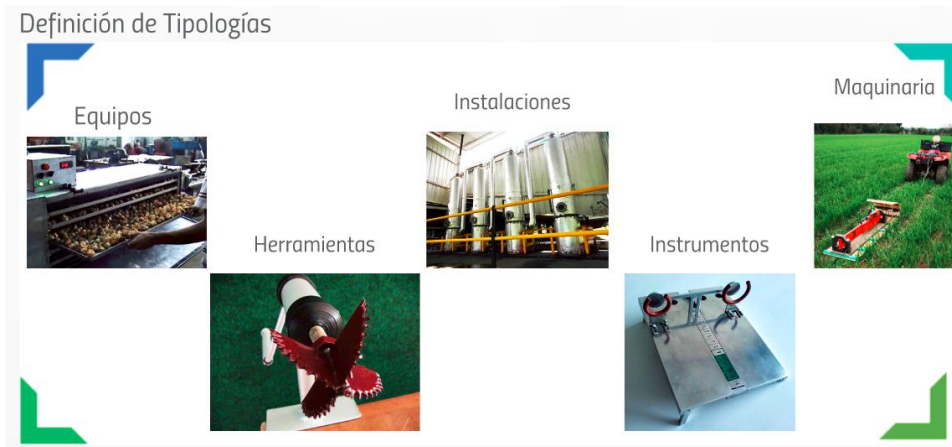 Definición de Tipologías
Equipos
Herramientas
Instalaciones
Instrumentos
Maquinaria